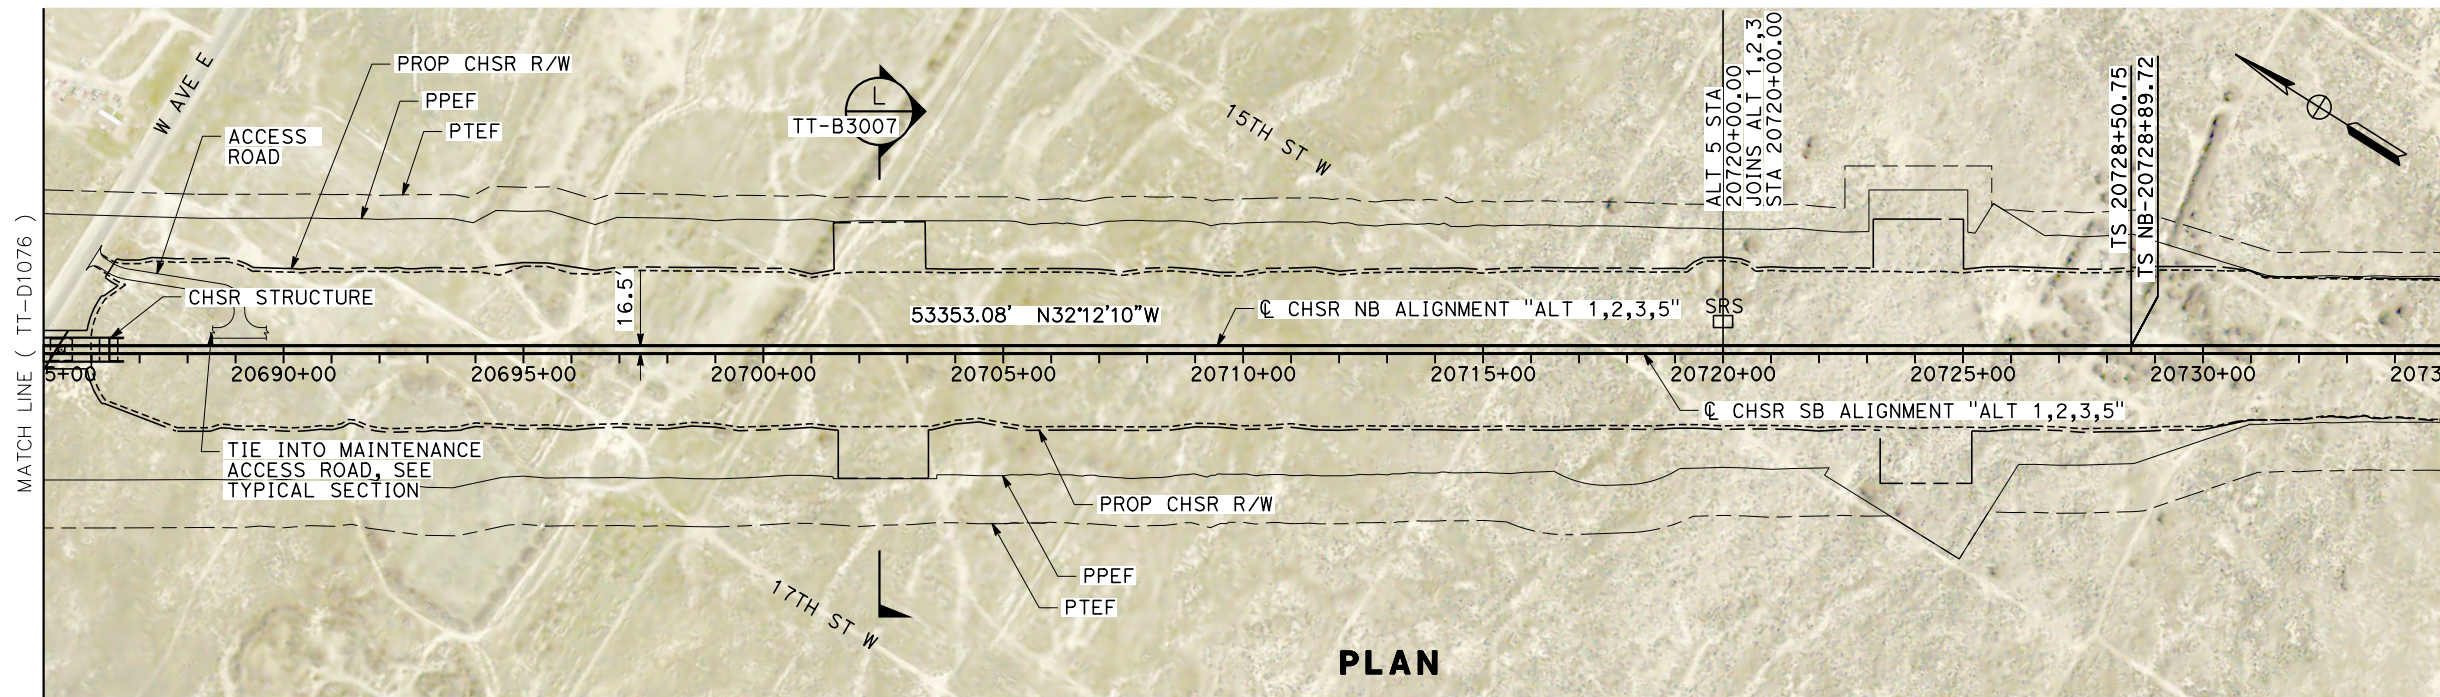 MATCH LINE ( TT-D1076 )
W AVE E
PROP CHSR R/W
PPEF
PTEF
ACCESS
ROAD
CHSR STRUCTURE
L
TT-B3007
15TH ST W
ALT 5 STA
20720+00.00
JOINS ALT 1,2,3
STA 20720+00.00
TS 20728+50.75
TS NB-20728+89.72
16.5
53353.08' N32°12'10"W
℄ CHSR NB ALIGNMENT "ALT 1,2,3,5"
SRS
5+00
20690+00
20695+00
20700+00
20705+00
20710+00
20715+00
20720+00
20725+00
20730+00
2073
℄ CHSR SB ALIGNMENT "ALT 1,2,3,5"
TIE INTO MAINTENANCE
ACCESS ROAD, SEE
TYPICAL SECTION
PROP CHSR R/W
PPEF
PTEF
17TH ST W
PLAN